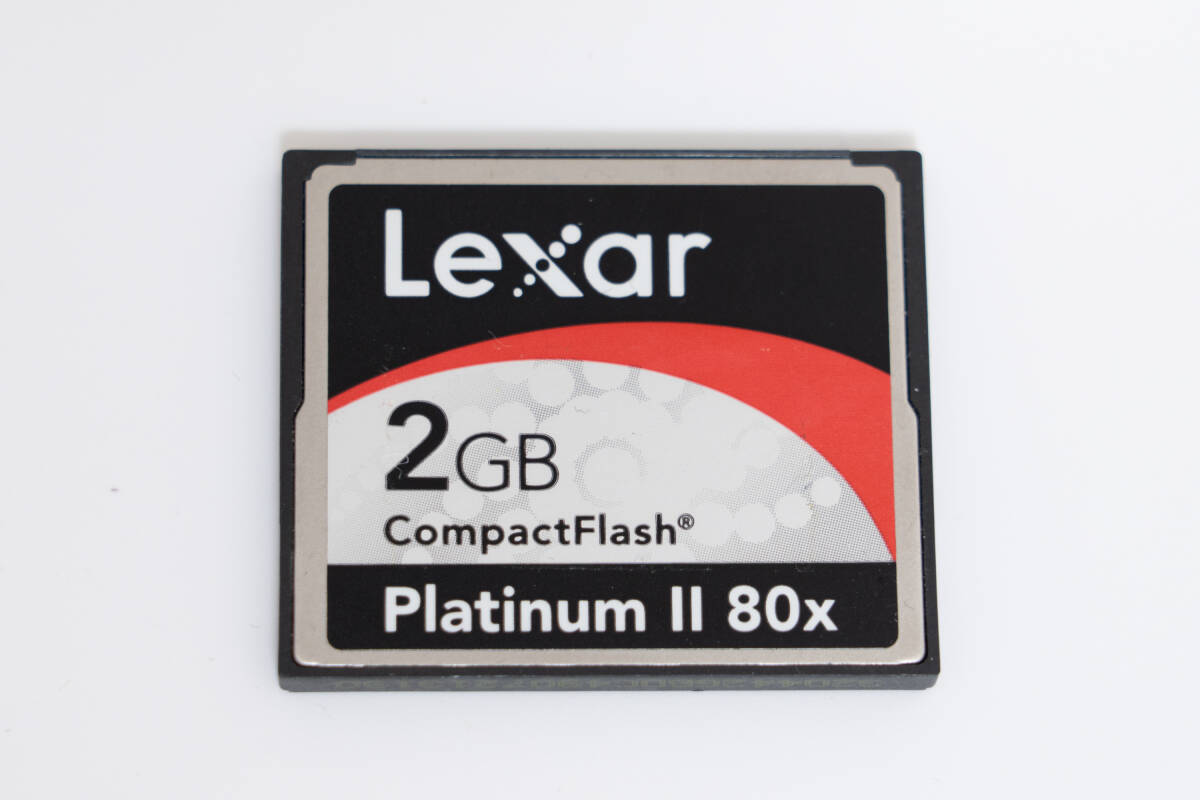 Lexar
2GB
CompactFlash®
Platinum II 80x